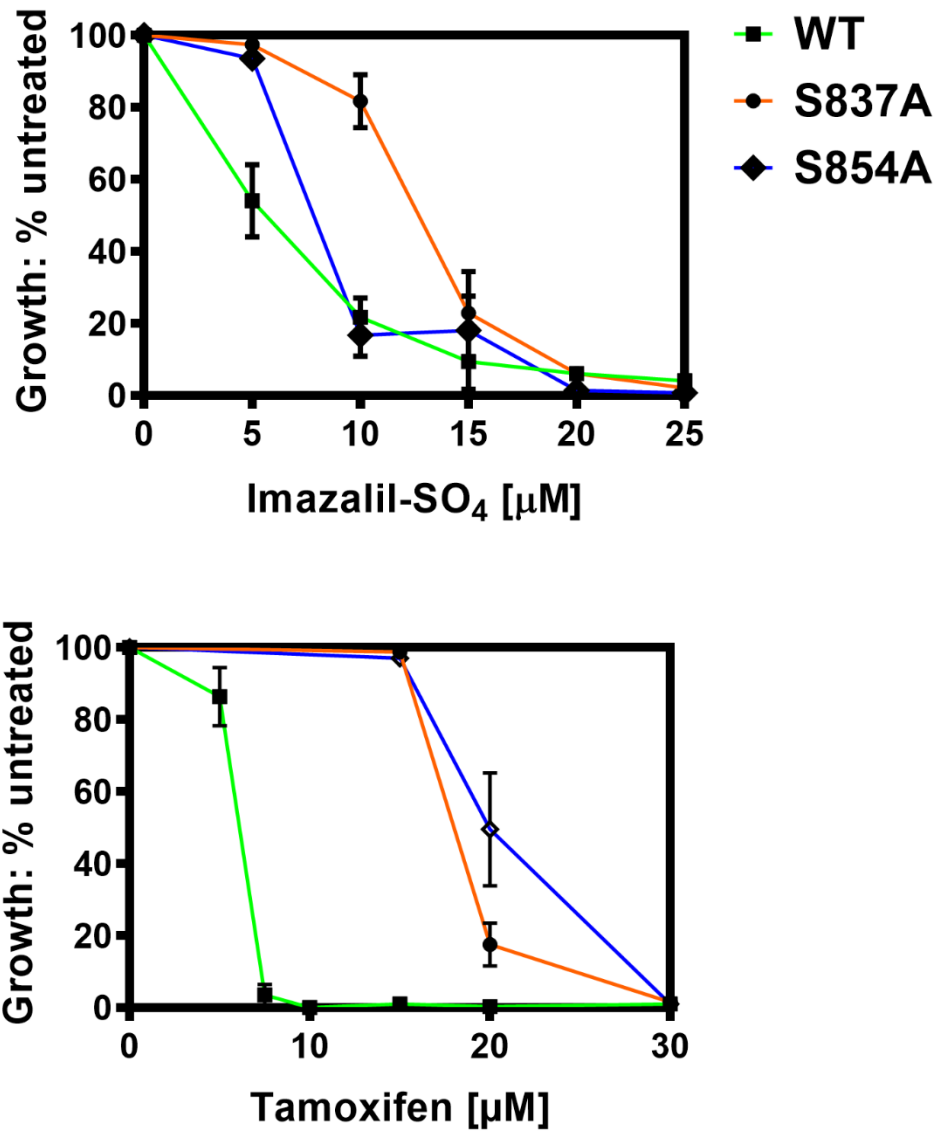 Growth: % untreated
100
80
60
40
20
0
0 5 10 15 20 25
Imazalil-SO4 [μM]
WT
S837A
S854A
Growth: % untreated
100
80
60
40
20
0
0 10 20 30
Tamoxifen [µM]